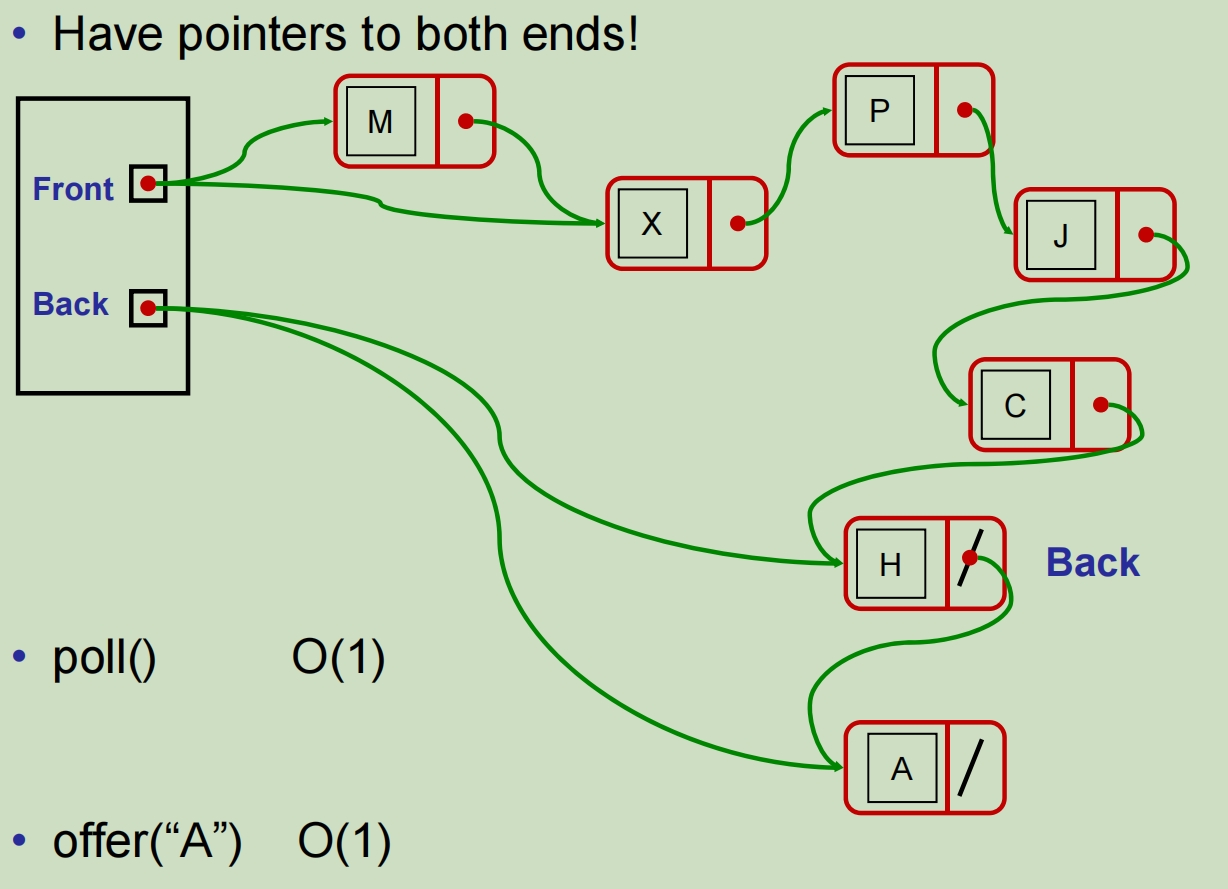 • Have pointers to both ends!
M
P
Front
X
J
Back
C
H
Back
• poll() O(1)
A
• offer(“A”) O(1)